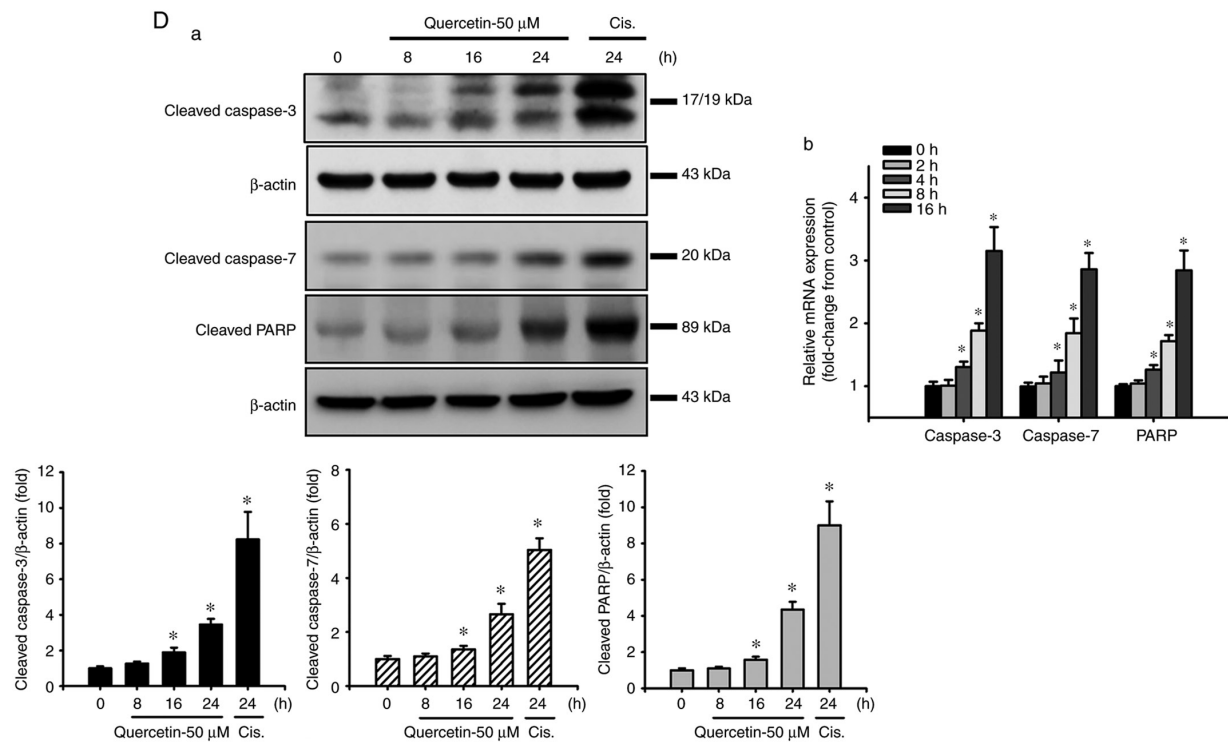 D
a
Quercetin-50 μM
Cis.
0
8
16
24
24
(h)
Cleaved caspase-3
17/19 kDa
β-actin
43 kDa
Cleaved caspase-7
20 kDa
Cleaved PARP
89 kDa
β-actin
43 kDa
b
0 h
2 h
4 h
8 h
16 h
Relative mRNA expression
(fold-change from control)
4
3
2
1
* * *
* * *
* * *
Caspase-3
Caspase-7
PARP
Cleaved caspase-3/β-actin (fold)
12
10
8
6
4
2
0
* * *
0 8 16 24 24 (h)
Quercetin-50 μM Cis.
Cleaved caspase-7/β-actin (fold)
8
6
4
2
0
* * *
0 8 16 24 24 (h)
Quercetin-50 μM Cis.
Cleaved PARP/β-actin (fold)
12
10
8
6
4
2
0
* * *
0 8 16 24 24 (h)
Quercetin-50 μM Cis.